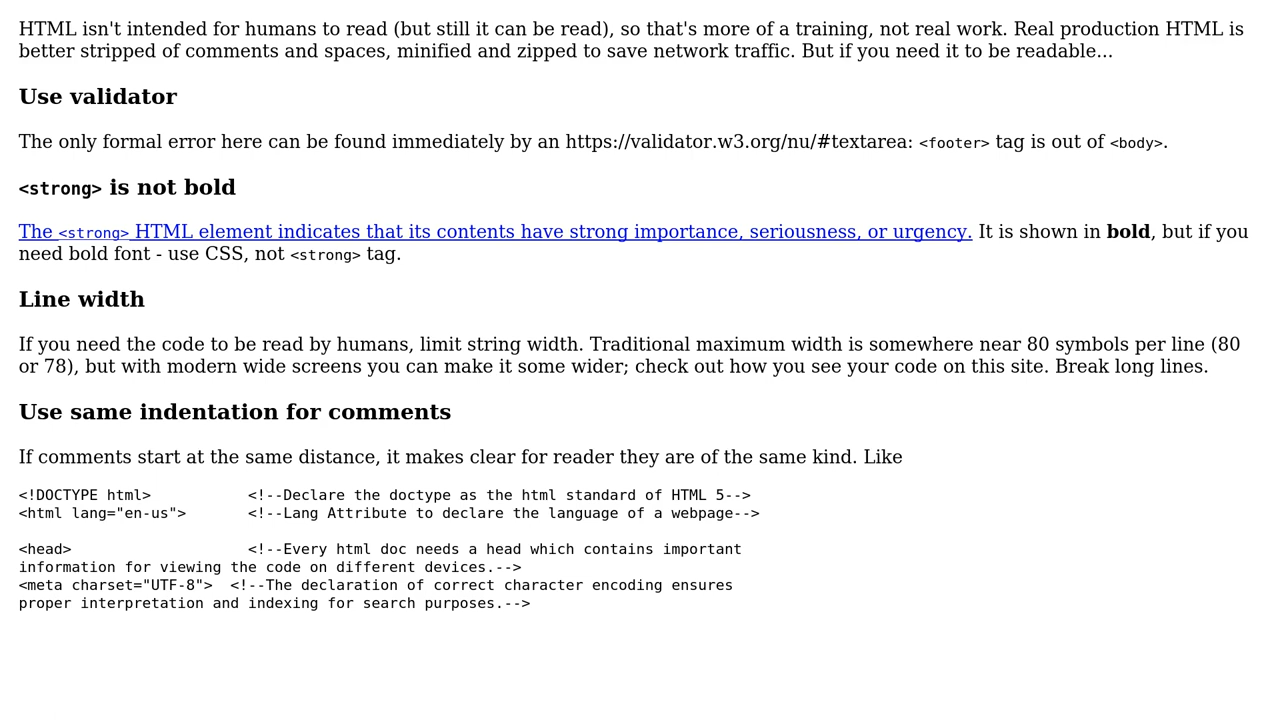 HTML isn't intended for humans to read (but still it can be read), so that's more of a training, not real work. Real production HTML is
better stripped of comments and spaces, minified and zipped to save network traffic. But if you need it to be readable...
Use validator
The only formal error here can be found immediately by an https://validator.w3.org/nu/#textarea: <footer> tag is out of <body>.
<strong> is not bold
The <strong> HTML element indicates that its contents have strong importance, seriousness, or urgency. It is shown in bold, but if you
need bold font - use CSS, not <strong> tag.
Line width
If you need the code to be read by humans, limit string width. Traditional maximum width is somewhere near 80 symbols per line (80
or 78), but with modern wide screens you can make it some wider; check out how you see your code on this site. Break long lines.
Use same indentation for comments
If comments start at the same distance, it makes clear for reader they are of the same kind. Like
<!DOCTYPE html>           <!--Declare the doctype as the html standard of HTML 5-->
<html lang="en-us">       <!--Lang Attribute to declare the language of a webpage-->
<head>                    <!--Every html doc needs a head which contains important
information for viewing the code on different devices.-->
<meta charset="UTF-8">  <!--The declaration of correct character encoding ensures
proper interpretation and indexing for search purposes.-->